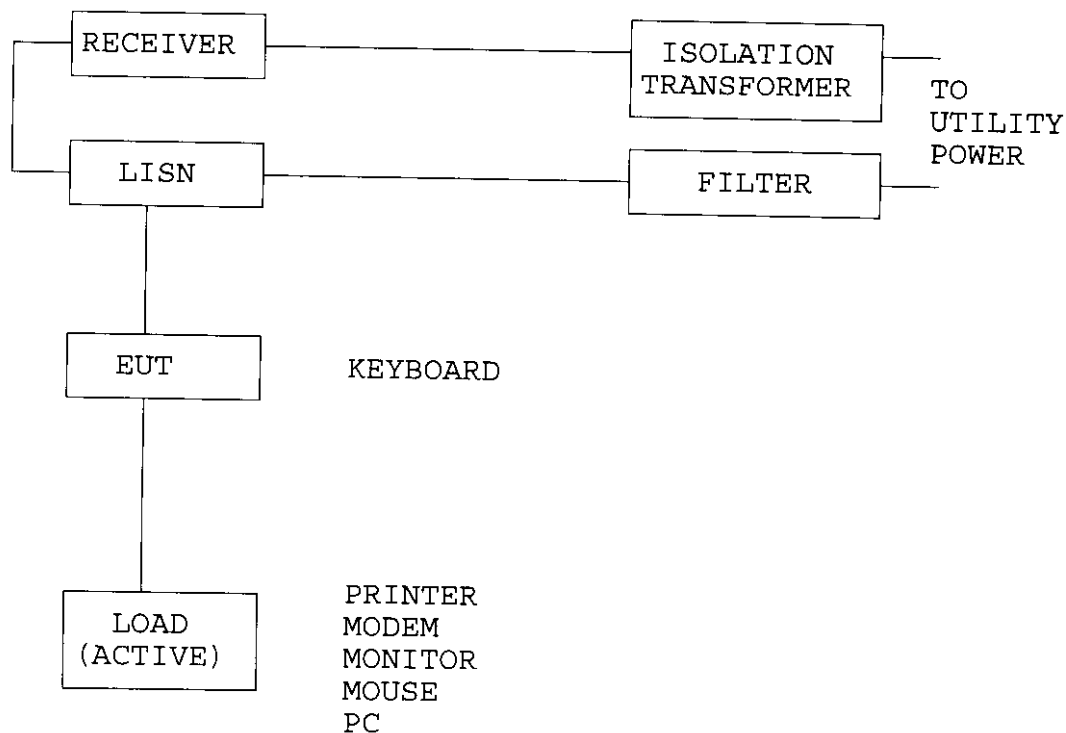 RECEIVER
ISOLATION
TRANSFORMER
TO
UTILITY
POWER
LISN
FILTER
EUT
KEYBOARD
LOAD
(ACTIVE)
PRINTER
MODEM
MONITOR
MOUSE
PC